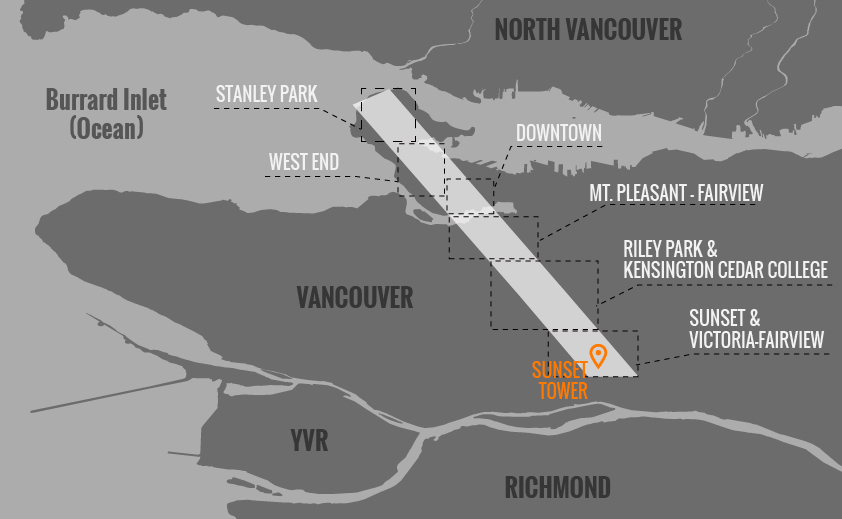 NORTH VANCOUVER
Burrard Inlet
(Ocean)
STANLEY PARK
DOWNTOWN
WEST END
MT. PLEASANT - FAIRVIEW
RILEY PARK &
KENSINGTON CEDAR COLLEGE
VANCOUVER
SUNSET &
VICTORIA-FAIRVIEW
SUNSET
TOWER
YVR
RICHMOND